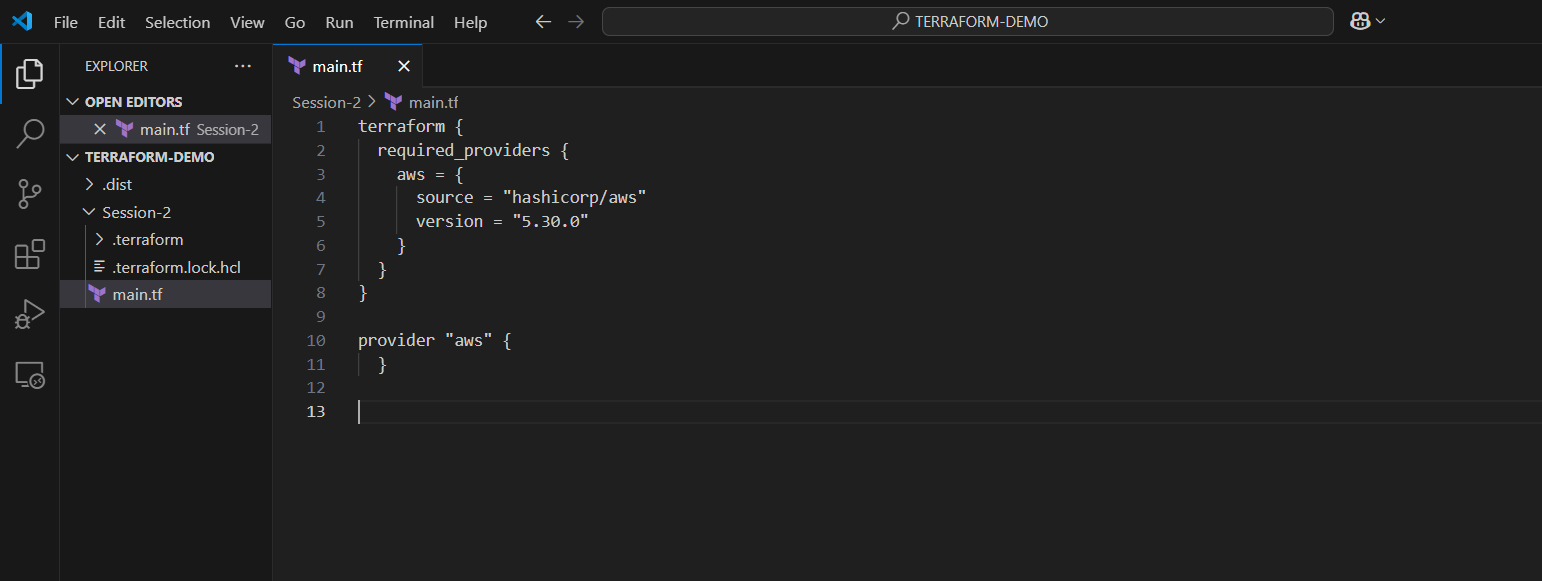 File Edit Selection View Go Run Terminal Help
TERRAFORM-DEMO
EXPLORER
main.tf
OPEN EDITORS
main.tf Session-2
TERRAFORM-DEMO
.dist
Session-2
.terraform
.terraform.lock.hcl
main.tf
Session-2 > main.tf
1 terraform {
2 required_providers {
3 aws = {
4 source = "hashicorp/aws"
5 version = "5.30.0"
6 }
7 }
8 }
9
10 provider "aws" {
11 }
12
13